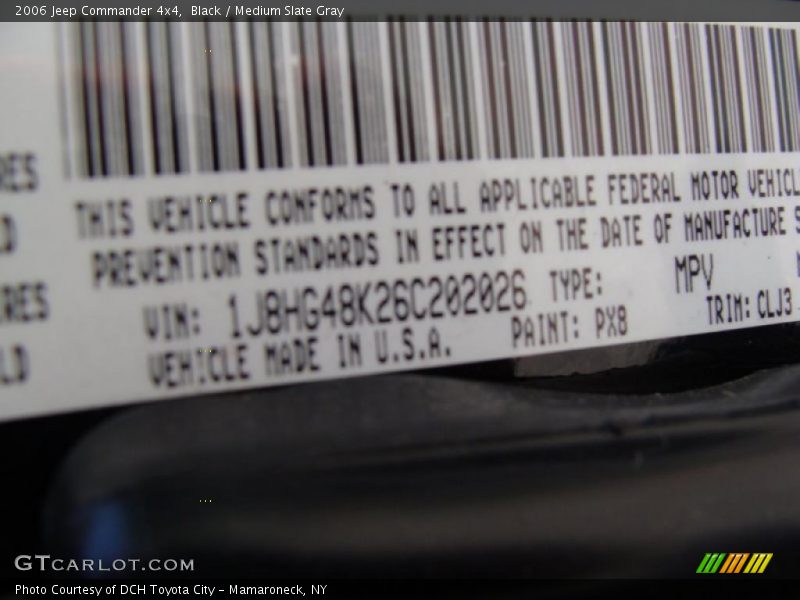 2006 Jeep Commander 4x4,  Black / Medium Slate Gray
RES
THIS VEHICLE CONFORMS TO ALL APPLICABLE FEDERAL MOTOR VEHICL
D
PREVENTION STANDARDS IN EFFECT ON THE DATE OF MANUFACTURE S
RES
VIN: 1J8HG48K26C202026 TYPE: MPV
LD
VEHICLE MADE IN U.S.A. PAINT: PX8 TRIM: CLJ3
GTCARLOT.COM
Photo Courtesy of DCH Toyota City – Mamaroneck, NY